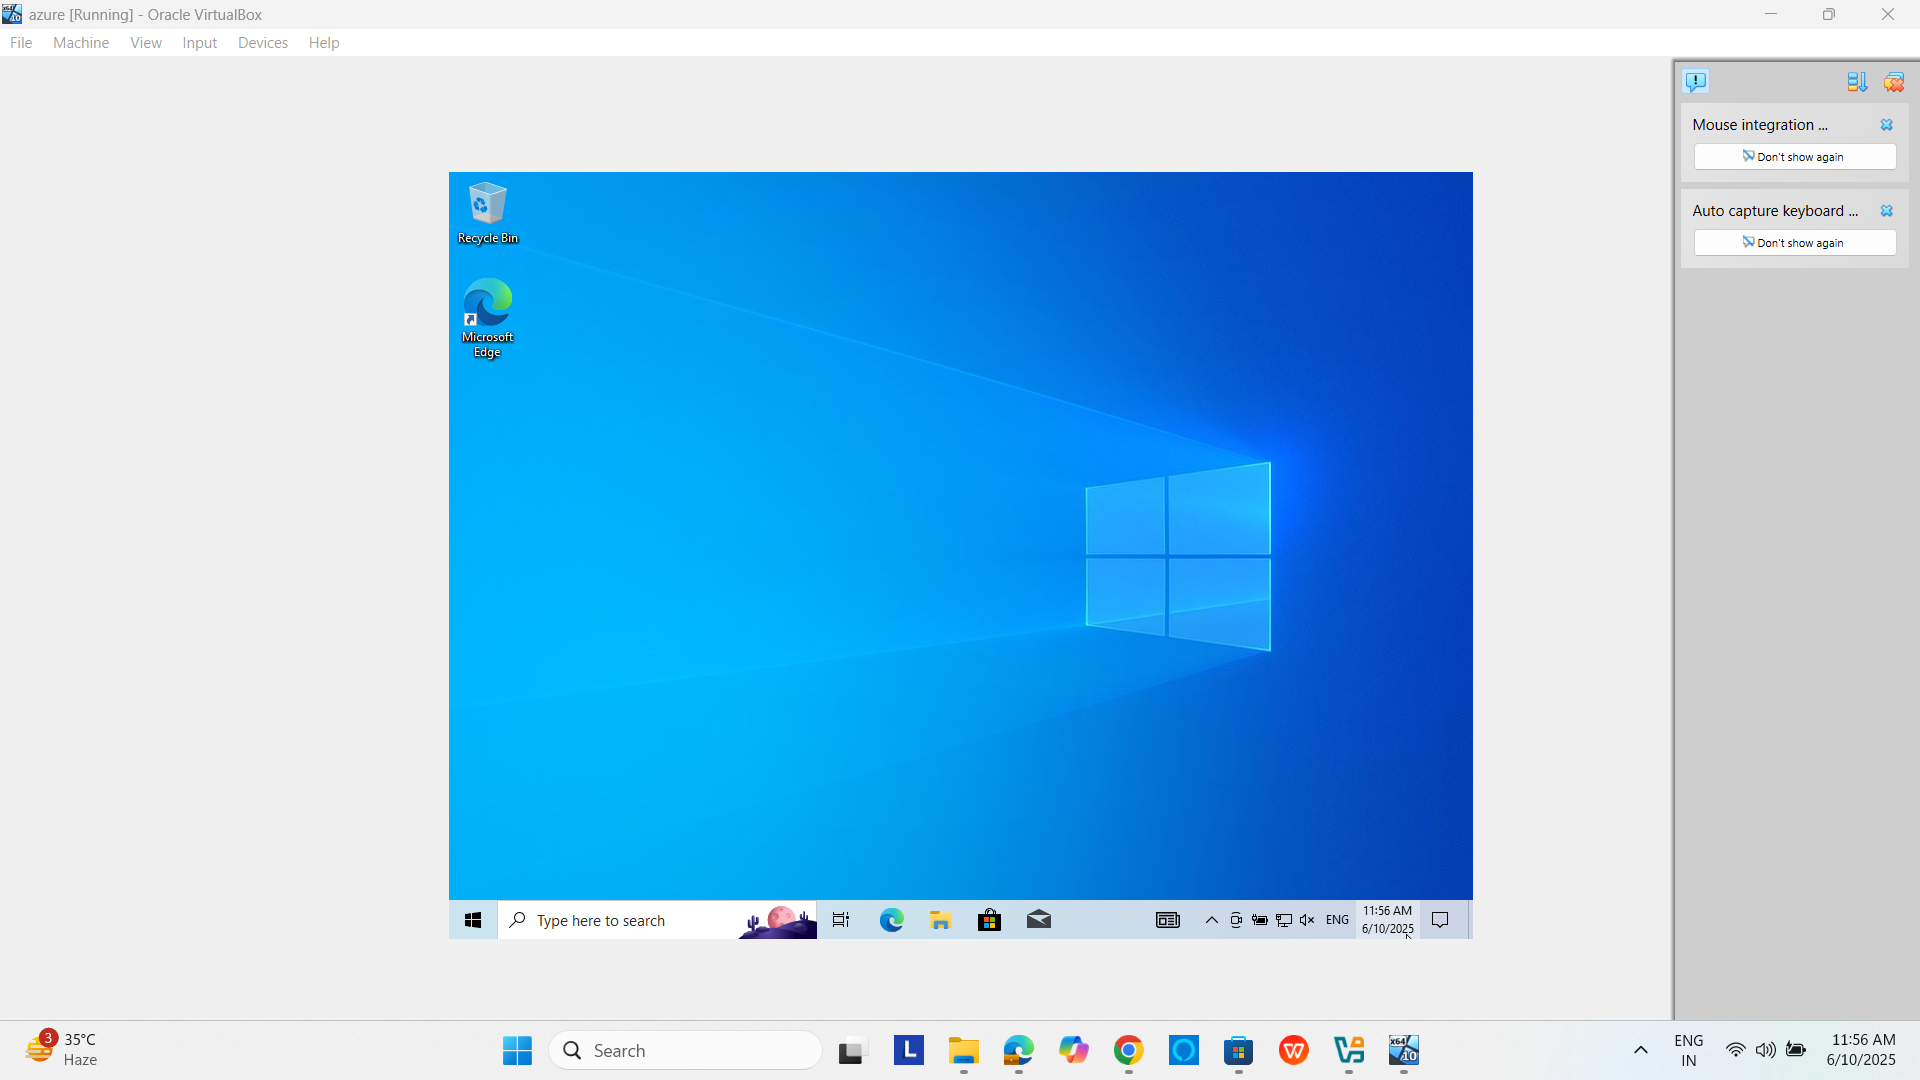 azure [Running] - Oracle VirtualBox
File Machine View Input Devices Help
Mouse integration ...
Don't show again
Auto capture keyboard ...
Don't show again
Recycle Bin
Microsoft
Edge
Type here to search
ENG
11:56 AM
6/10/2025
3
35°C
Haze
Search
L
x64
10
ENG
IN
11:56 AM
6/10/2025